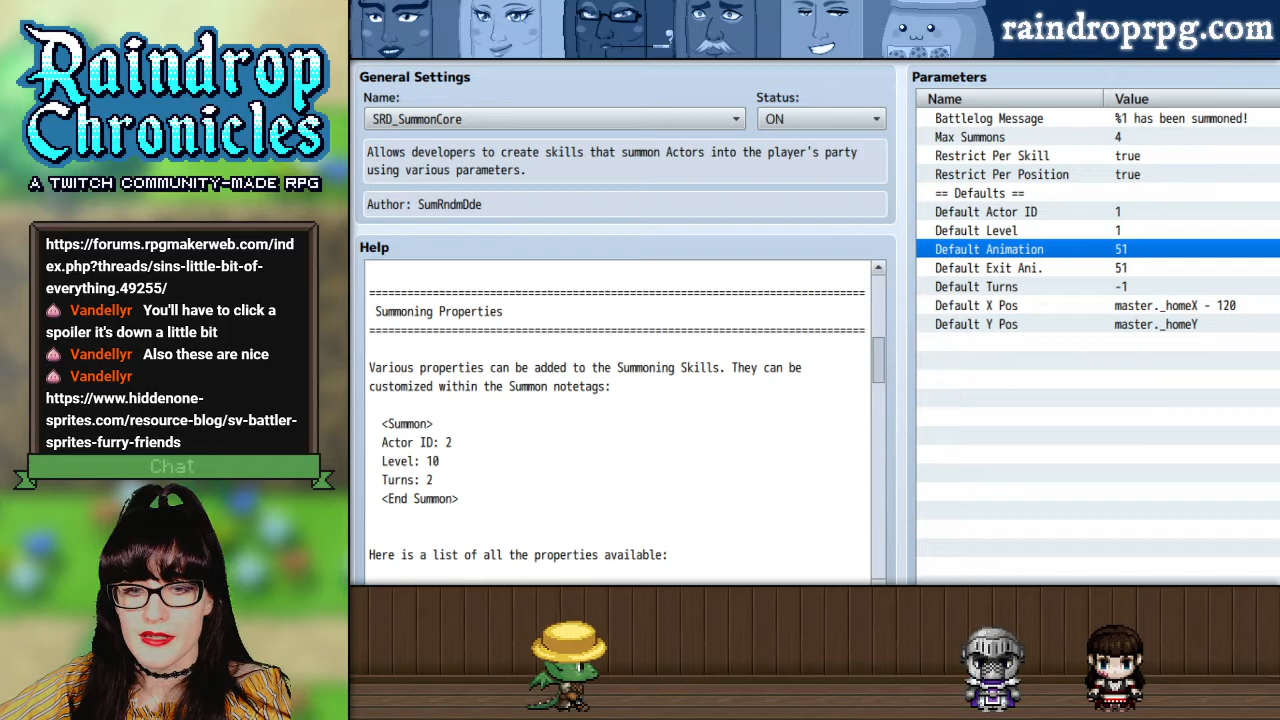 Raindrop
Chronicles
A TWITCH COMMUNITY-MADE RPG
https://forums.rpgmakerweb.com/ind
ex.php?threads/sins-little-bit-of-
everything.49255/
Vandellyr You'll have to click a
spoiler it's down a little bit
Vandellyr Also these are nice
Vandellyr
https://www.hiddenone-
sprites.com/resource-blog/sv-battler-
sprites-furry-friends
Chat
raindroprpg.com
General Settings
Name:
Status:
SRD_SummonCore
ON
Allows developers to create skills that summon Actors into the player's party
using various parameters.
Author: SumRndmDde
Help
================================================================================
Summoning Properties
================================================================================
Various properties can be added to the Summoning Skills. They can be
customized within the Summon notetags:
<Summon>
Actor ID: 2
Level: 10
Turns: 2
<End Summon>
Here is a list of all the properties available:
Parameters
Name Value
Battlelog Message %1 has been summoned!
Max Summons 4
Restrict Per Skill true
Restrict Per Position true
== Defaults ==
Default Actor ID 1
Default Level 1
Default Animation 51
Default Exit Ani. 51
Default Turns -1
Default X Pos master._homeX - 120
Default Y Pos master._homeY